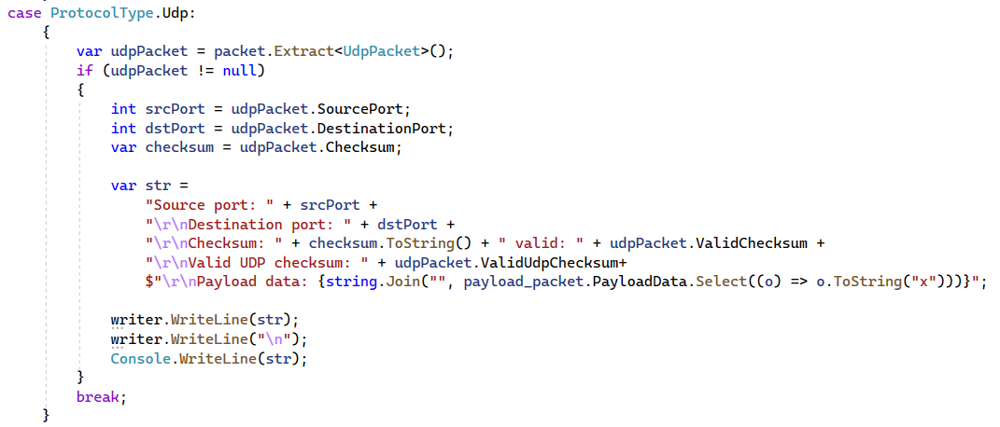 case ProtocolType.Udp:
{
var udpPacket = packet.Extract<UdpPacket>();
if (udpPacket != null)
{
int srcPort = udpPacket.SourcePort;
int dstPort = udpPacket.DestinationPort;
var checksum = udpPacket.Checksum;
var str =
"Source port: " + srcPort +
"\r\nDestination port: " + dstPort +
"\r\nChecksum: " + checksum.ToString() + " valid: " + udpPacket.ValidChecksum +
"\r\nValid UDP checksum: " + udpPacket.ValidUdpChecksum+
$"\r\nPayload data: {string.Join("", payload_packet.PayloadData.Select((o) => o.ToString("x")))}";
writer.WriteLine(str);
writer.WriteLine("\n");
Console.WriteLine(str);
}
break;
}